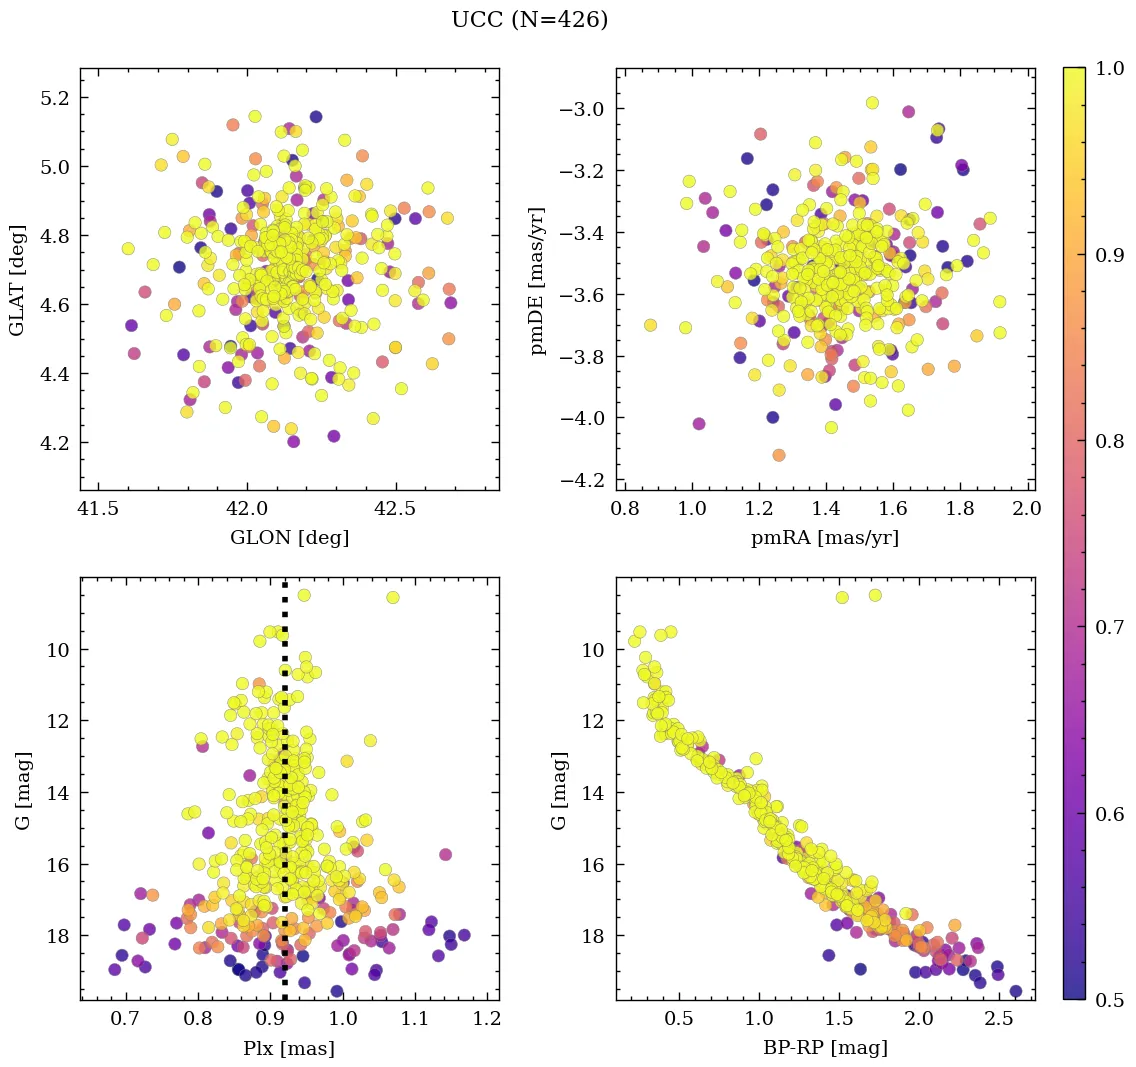 UCC (N=426)
5.2
5.0
4.8
4.6
4.4
4.2
GLAT [deg]
41.5 42.0 42.5
GLON [deg]
−3.0
−3.2
−3.4
−3.6
−3.8
−4.0
−4.2
pmDE [mas/yr]
0.8 1.0 1.2 1.4 1.6 1.8 2.0
pmRA [mas/yr]
10
12
14
16
18
G [mag]
0.7 0.8 0.9 1.0 1.1 1.2
Plx [mas]
10
12
14
16
18
G [mag]
0.5 1.0 1.5 2.0 2.5
BP-RP [mag]
1.0
0.9
0.8
0.7
0.6
0.5